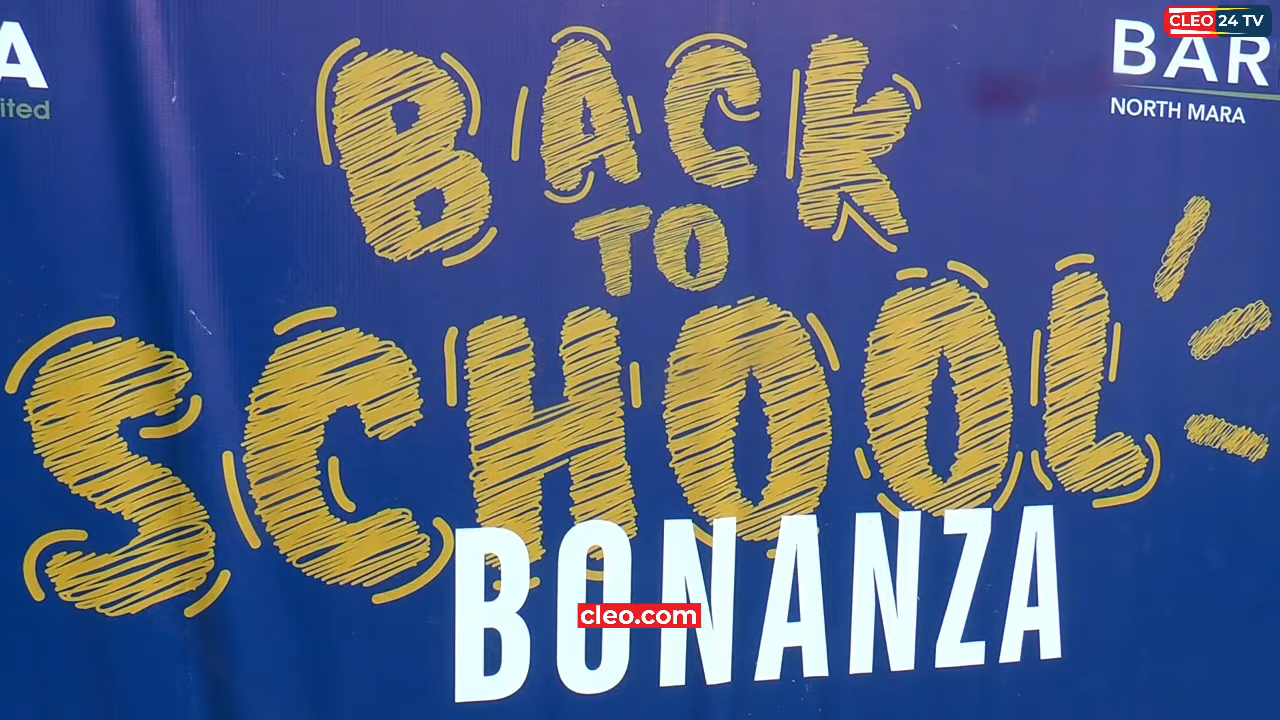 CLEO 24 TV
A
ited
BAR
NORTH MARA
BACK
TO
SCHOOL
BONANZA
cleo.com